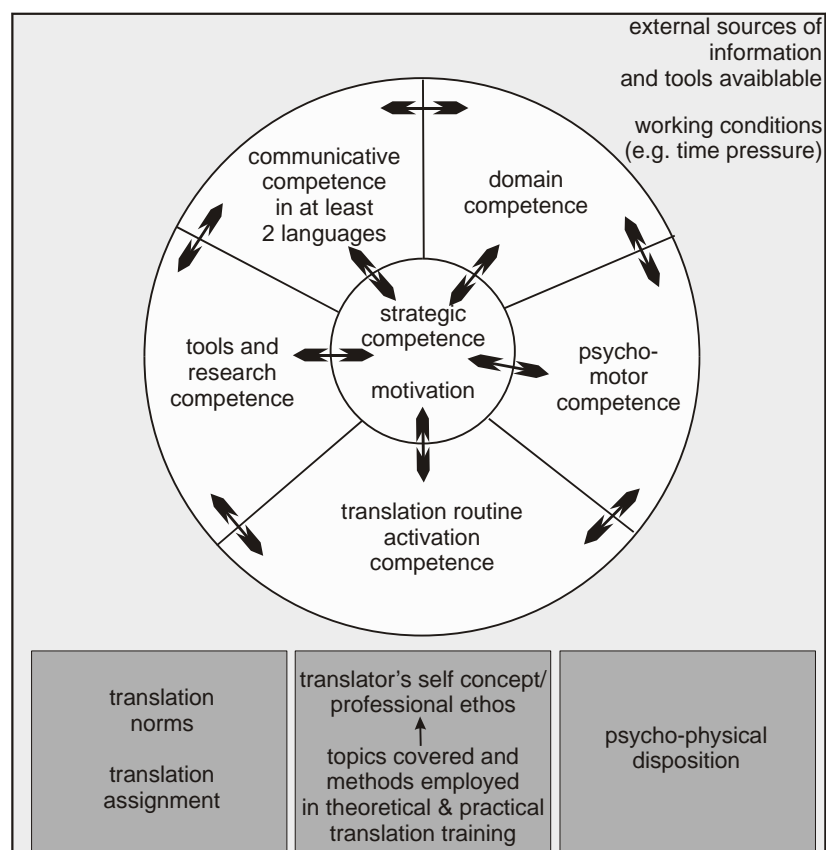 external sources of
information
and tools avaiblable
working conditions
(e.g. time pressure)
communicative
competence
in at least
2 languages
domain
competence
strategic
competence
motivation
tools and
research
competence
psycho-
motor
competence
translation routine
activation
competence
translation
norms
translation
assignment
translator's self concept/
professional ethos
topics covered and
methods employed
in theoretical & practical
translation training
psycho-physical
disposition